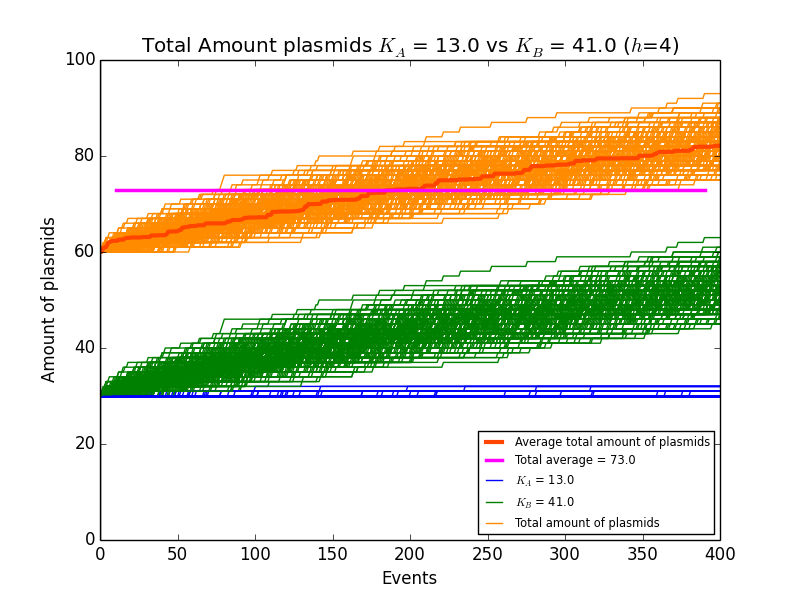 Total Amount plasmids K_A = 13.0 vs K_B = 41.0 (h=4)
100
80
60
40
20
0
Amount of plasmids
Average total amount of plasmids
Total average = 73.0
K_A = 13.0
K_B = 41.0
Total amount of plasmids
0 50 100 150 200 250 300 350 400
Events